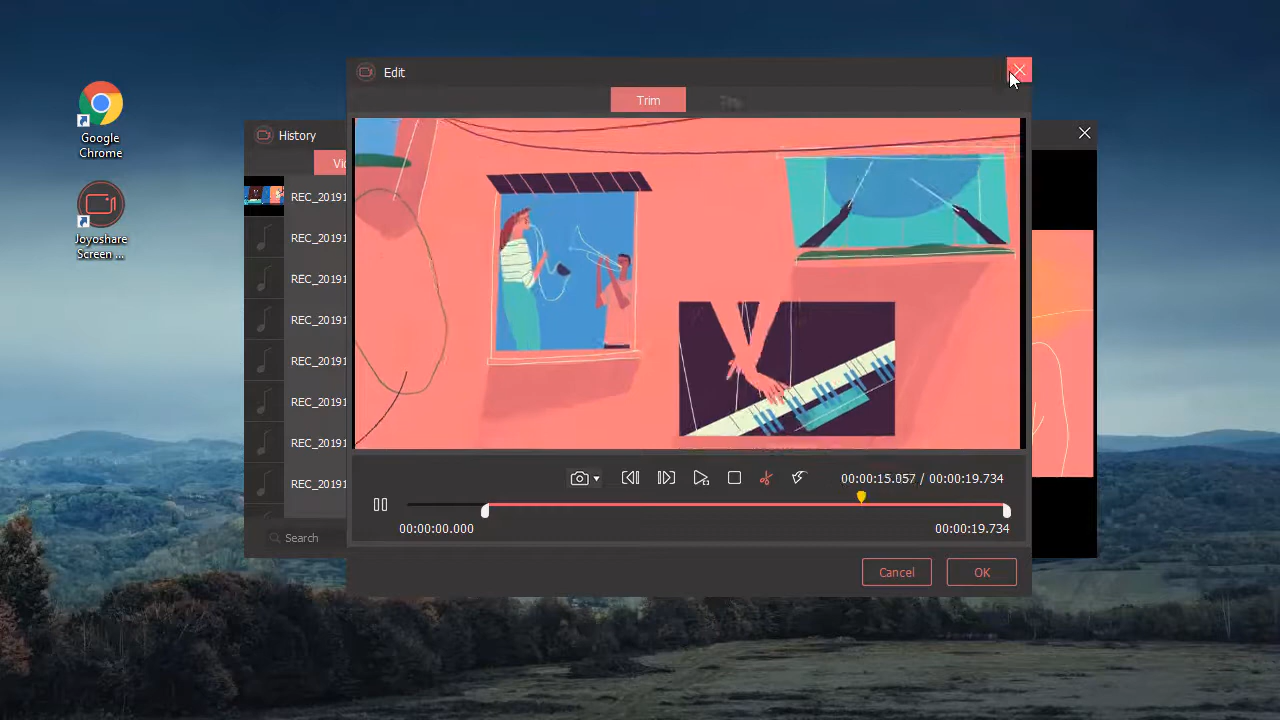 Edit
Trim
Google
Chrome
Joyoshare
Screen ...
History
REC_20191
REC_20191
REC_20191
REC_20191
REC_20191
REC_20191
REC_20191
REC_20191
00:00:15.057 / 00:00:19.734
00:00:00.000
00:00:19.734
Search
Cancel
OK